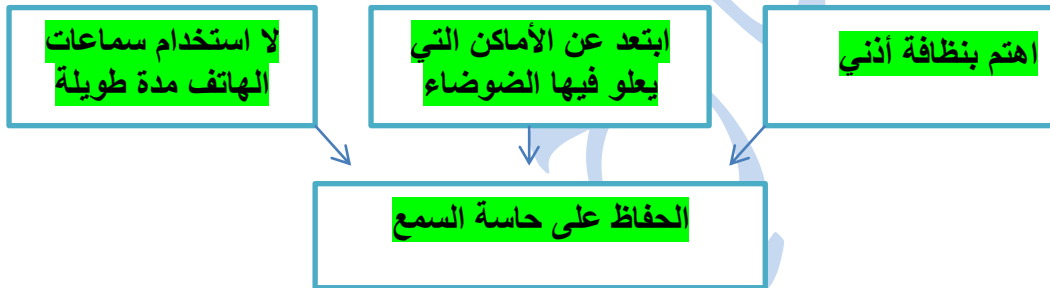 اهتم بنظافة أذني
ابتعد عن الأماكن التي
يعلو فيها الضوضاء
لا استخدام سماعات
الهاتف مدة طويلة
الحفاظ على حاسة السمع